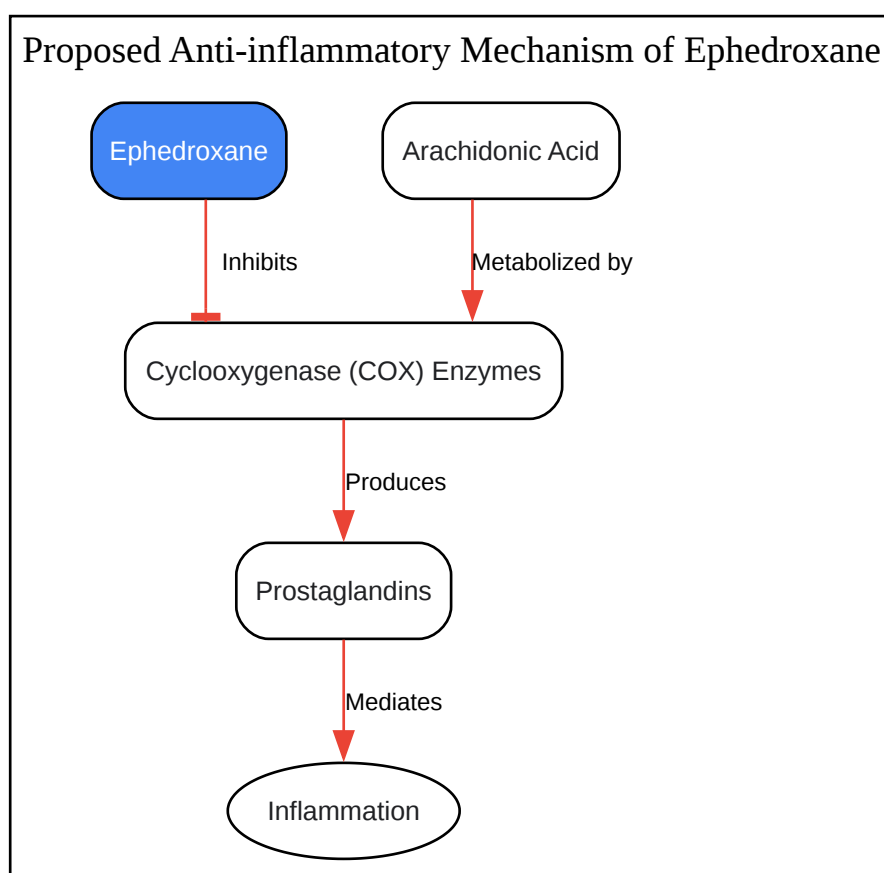 Proposed Anti-inflammatory Mechanism of Ephedroxane
Ephedroxane
Arachidonic Acid
Inhibits
Metabolized by
Cyclooxygenase (COX) Enzymes
Produces
Prostaglandins
Mediates
Inflammation